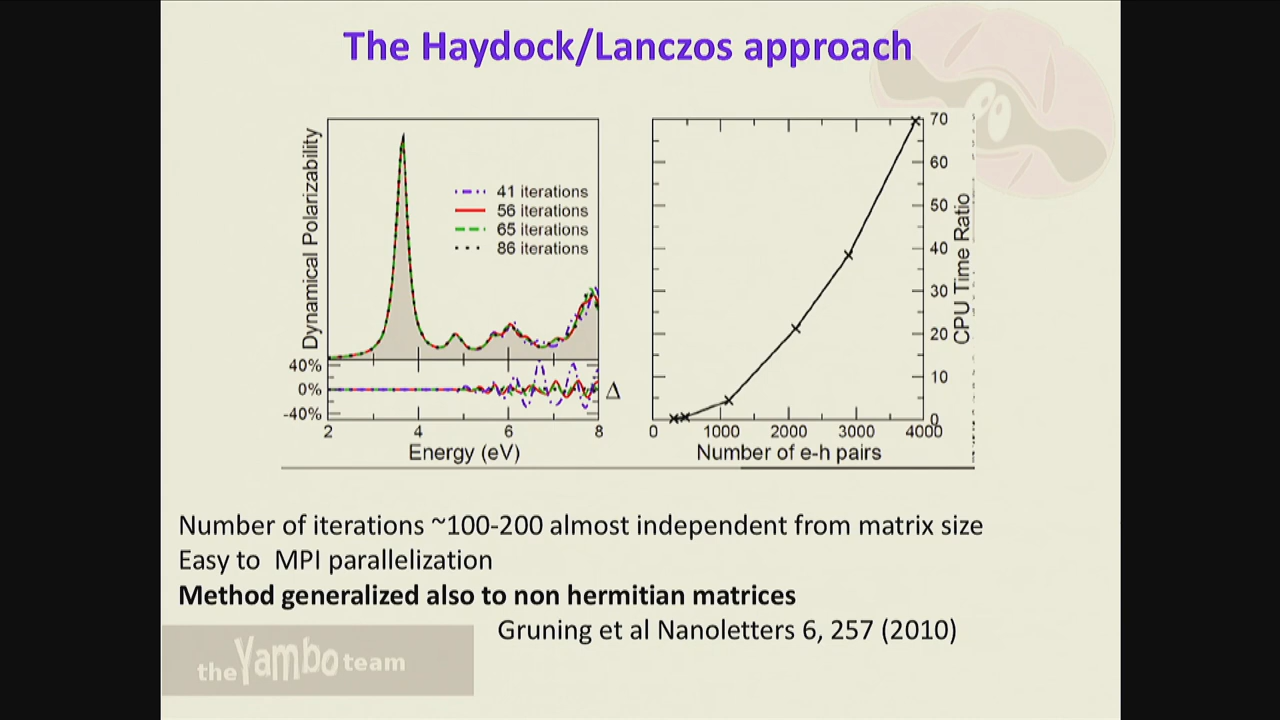 The Haydock/Lanczos approach
Dynamical Polarizability
41 iterations
56 iterations
65 iterations
86 iterations
40%
0%
-40%
Δ
2 4 6 8
Energy (eV)
70
60
50
40
30
20
10
0
CPU Time Ratio
0 1000 2000 3000 4000
Number of e-h pairs
Number of iterations ~100-200 almost independent from matrix size
Easy to MPI parallelization
Method generalized also to non hermitian matrices
Gruning et al Nanoletters 6, 257 (2010)
the Yambo team